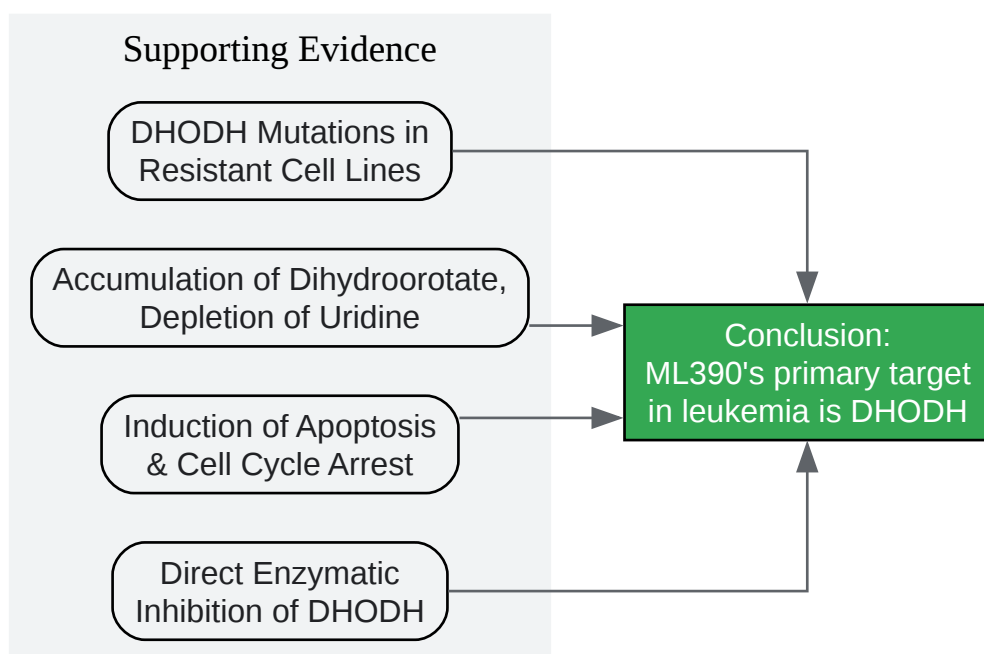 Supporting Evidence
DHODH Mutations in
Resistant Cell Lines
Accumulation of Dihydroorotate,
Depletion of Uridine
Induction of Apoptosis
& Cell Cycle Arrest
Direct Enzymatic
Inhibition of DHODH
Conclusion:
ML390's primary target
in leukemia is DHODH